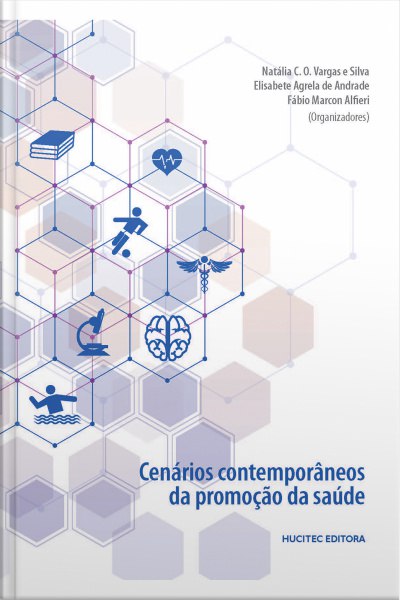 Natália C. O. Vargas e Silva
Elisabete Agrela de Andrade
Fábio Marcon Alfieri
(Organizadores)
Cenários contemporâneos
da promoção da saúde
HUCITEC EDITORA